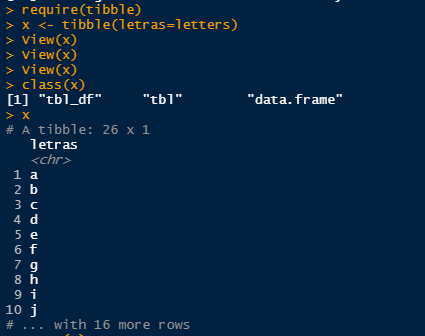 > require(tibble)
> x <- tibble(letras=letters)
> View(x)
> View(x)
> View(x)
> class(x)
[1] "tbl_df"     "tbl"        "data.frame"
> x
# A tibble: 26 x 1
   letras
   <chr>
 1 a
 2 b
 3 c
 4 d
 5 e
 6 f
 7 g
 8 h
 9 i
10 j
# ... with 16 more rows